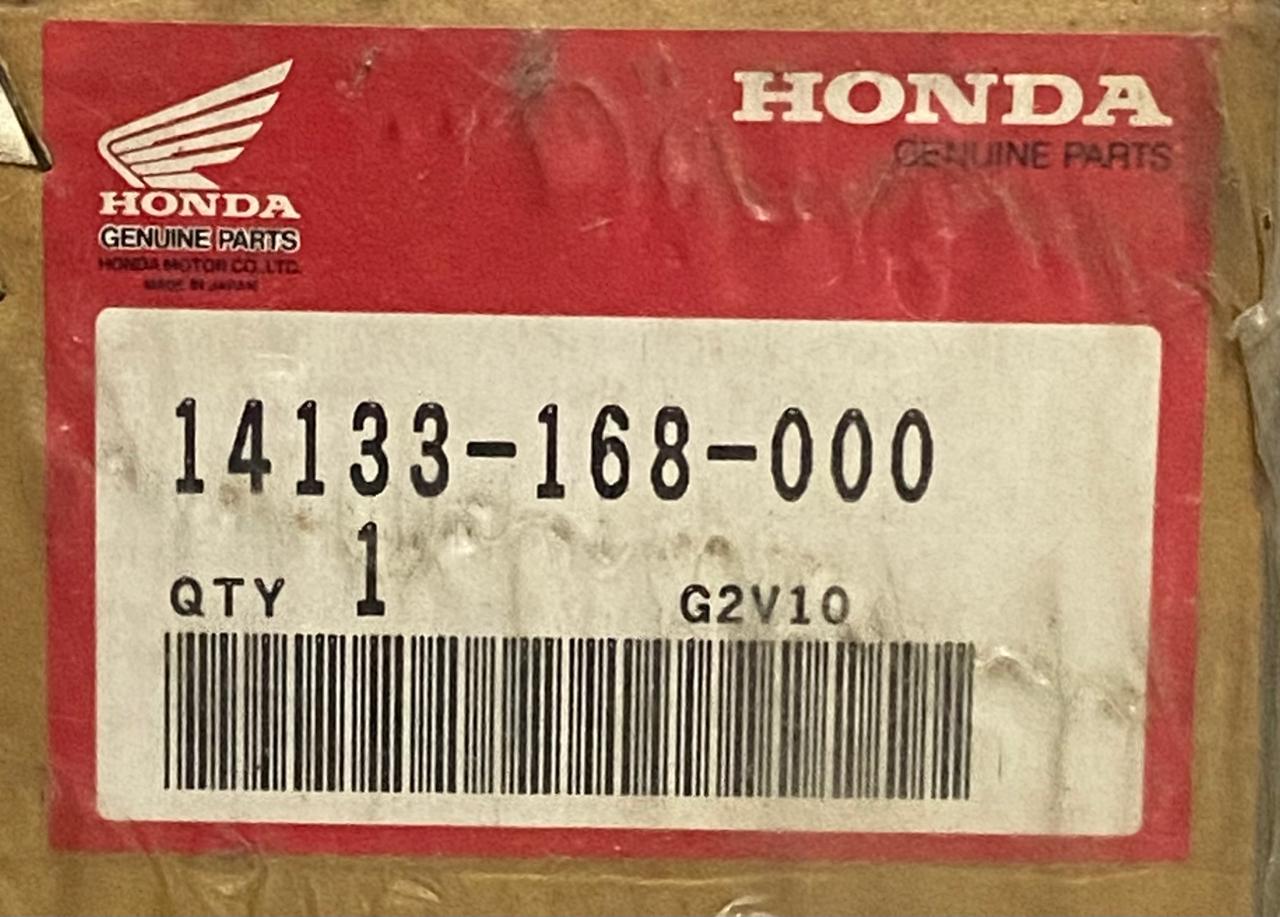 HONDA
GENUINE PARTS
HONDA
GENUINE PARTS
HONDA MOTOR CO.,LTD.
MADE IN JAPAN
14133-168-000
QTY 1 G2V10